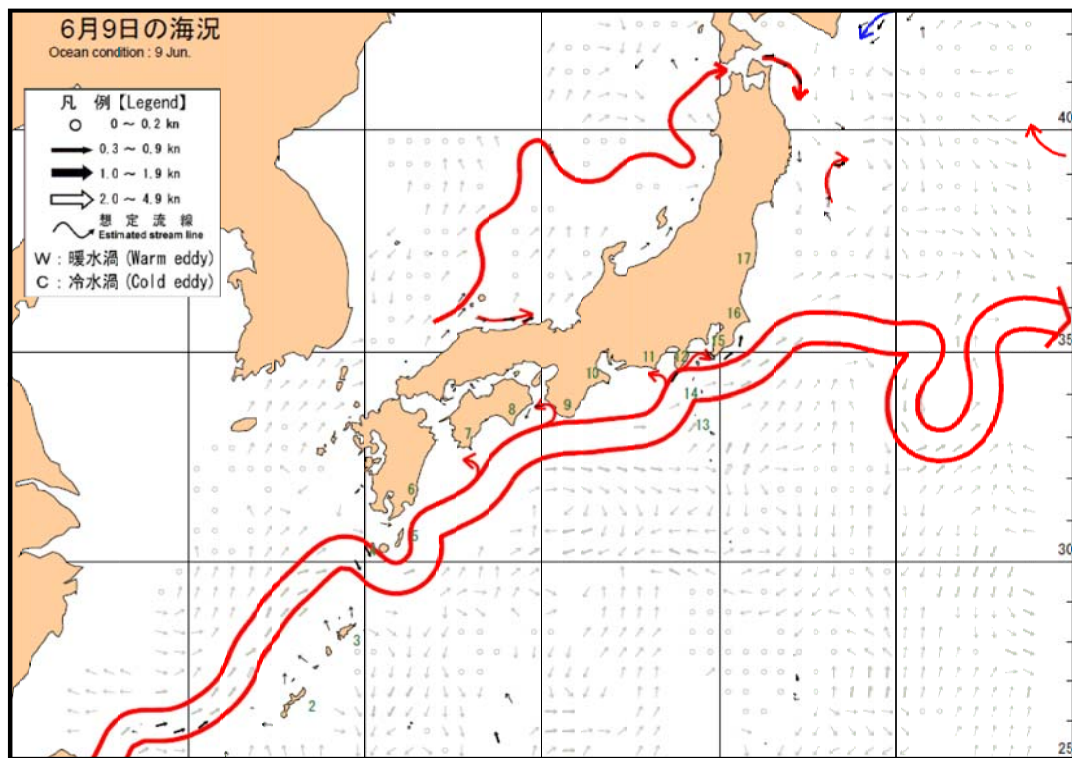 6月9日の海況
Ocean condition : 9 Jun.
凡 例【Legend】
0 ～ 0.2 kn
0.3 ～ 0.9 kn
1.0 ～ 1.9 kn
2.0 ～ 4.9 kn
想 定 流 線
Estimated stream line
W : 暖水渦 (Warm eddy)
C : 冷水渦 (Cold eddy)
40
17
16
35
15
12
11
10
14
9
8
13
7
6
5
30
4
3
2
25